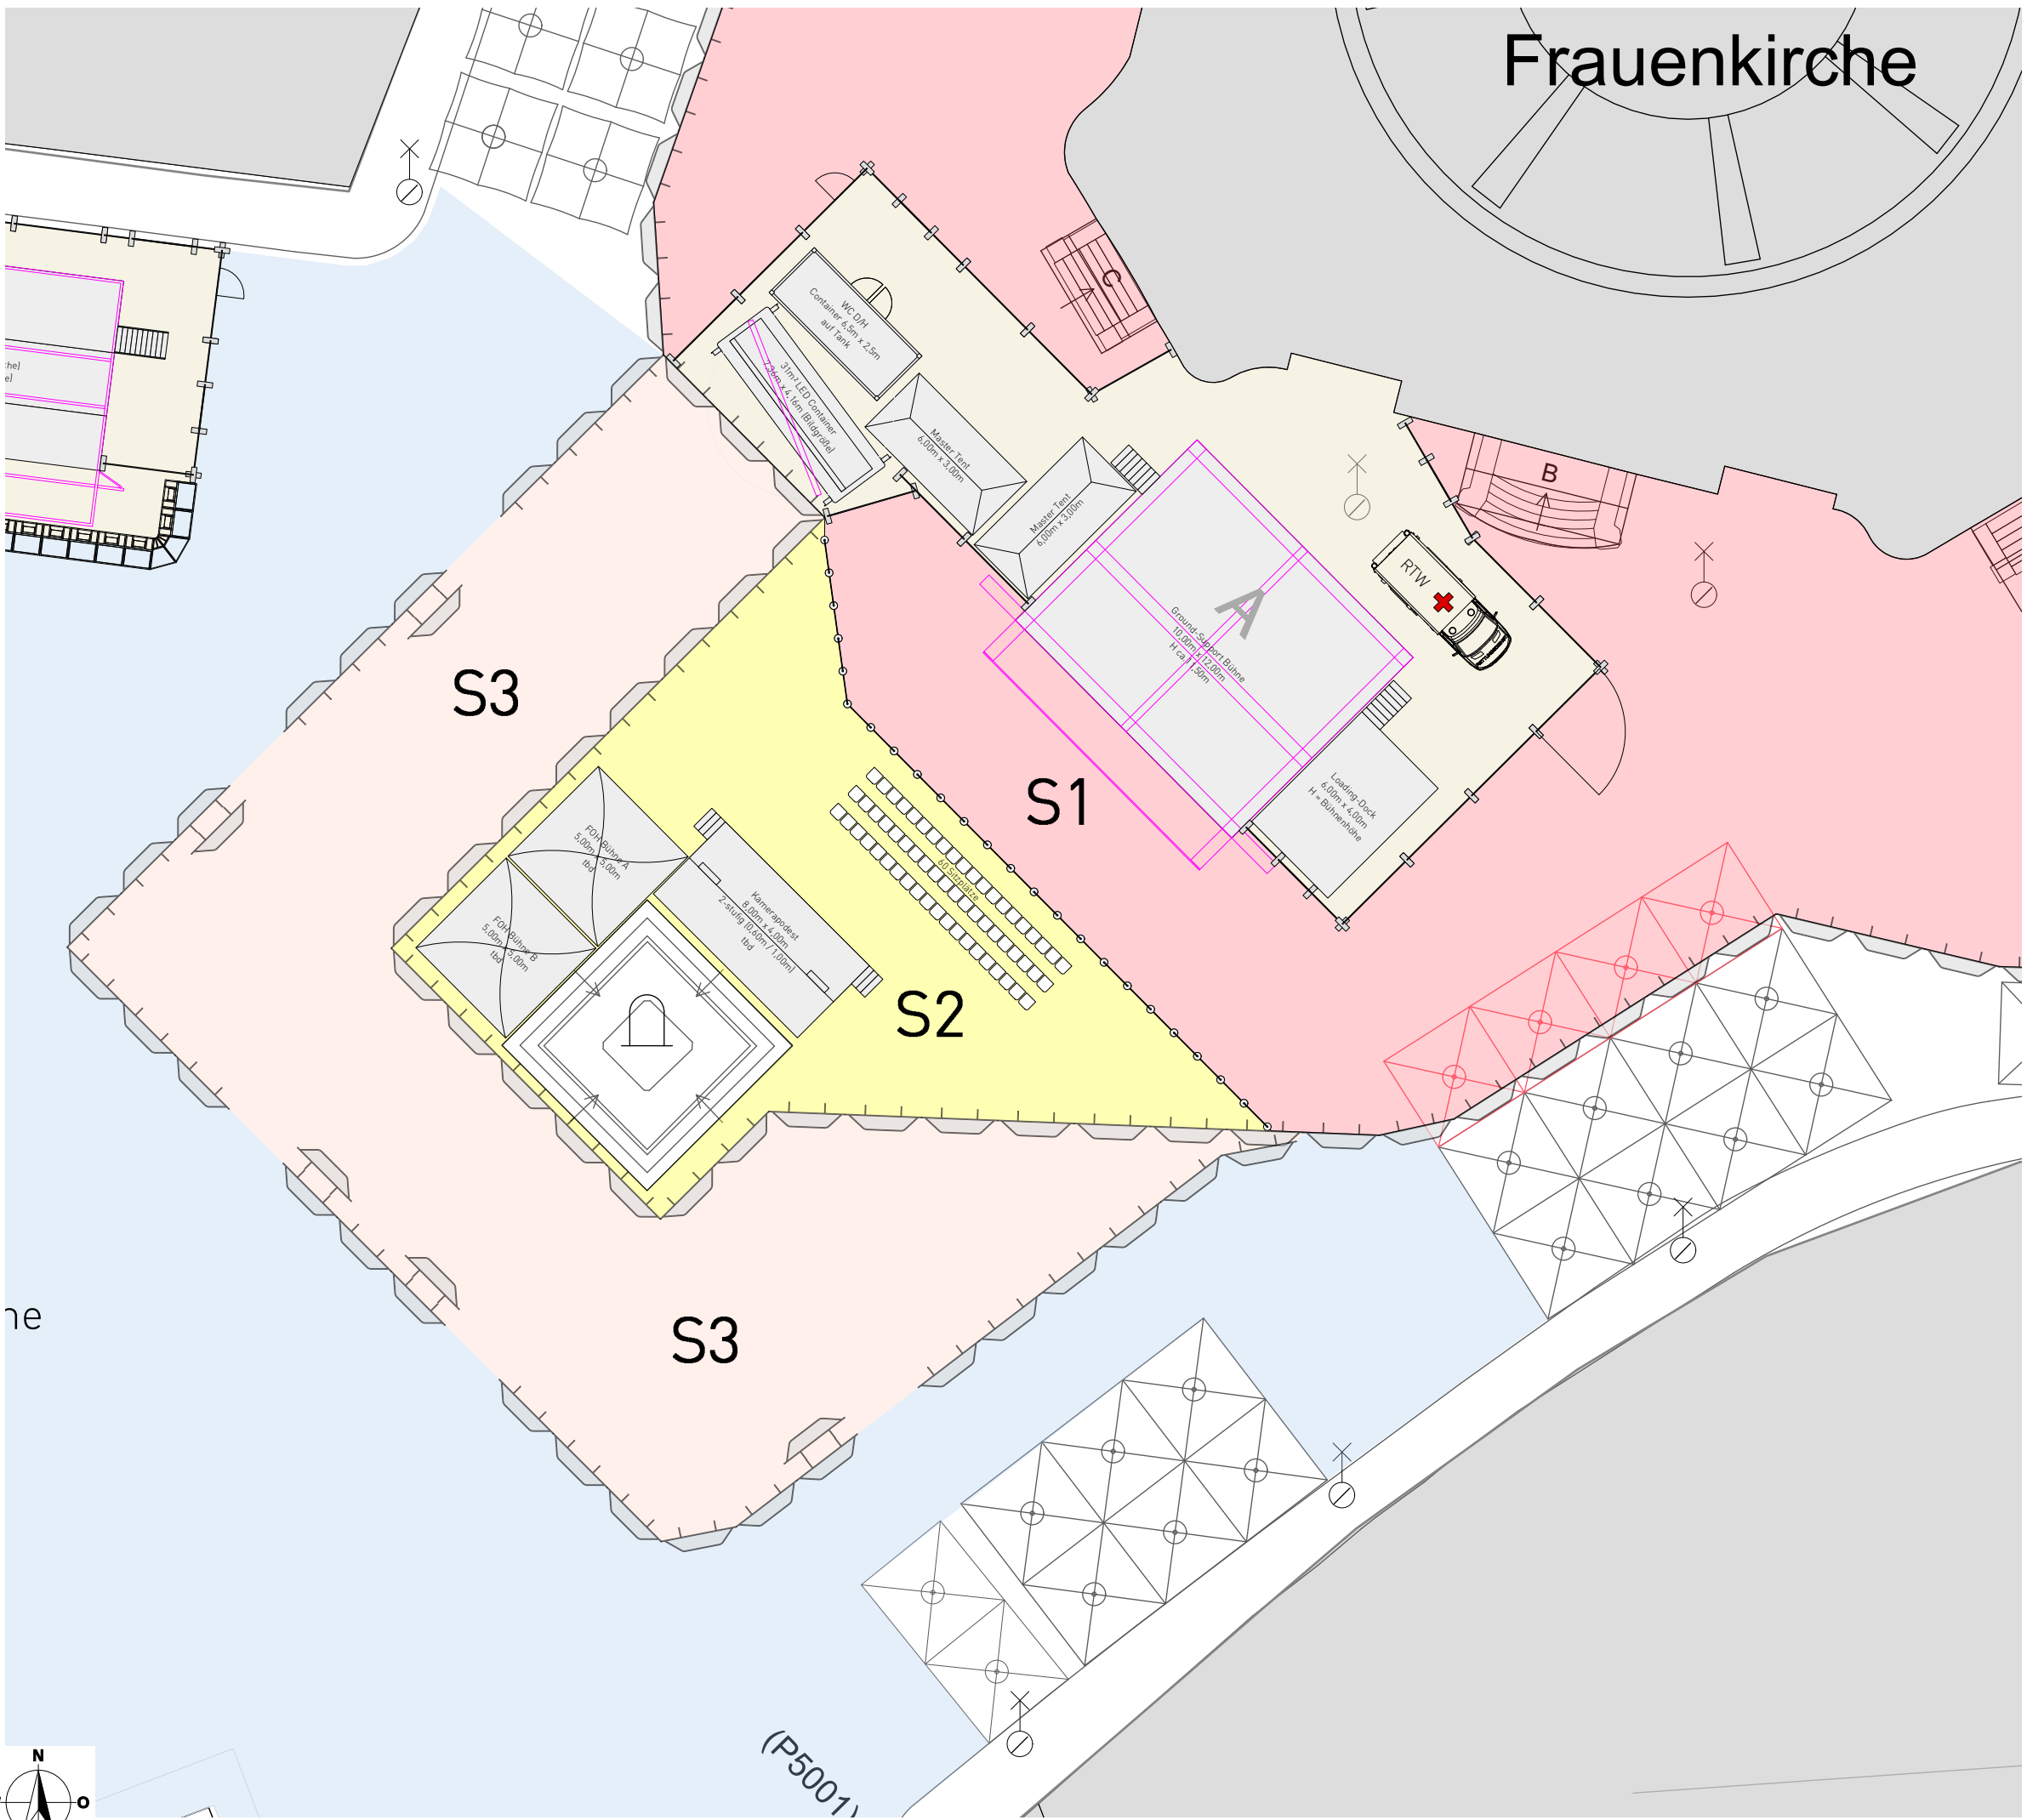 Frauenkirche
C
WC D/H
Container 6,5m x 2,5m
auf Tank
31m² LED Container
7,36m x 4,16m (Bildgröße)
Master Tent
6,00m x 3,00m
Master Tent
6,00m x 3,00m
B
RTW
A
Ground-Support Bühne
10,00m x 12,00m
H ca. 11,50m
S3
S1
Loading-Dock
6,00m x 4,00m
H = Bühnenhöhe
FOH Bühne A
5,00m x 5,00m
tbd
60 Sitzplätze
FOH Bühne B
5,00m x 5,00m
tbd
Kamerapodest
8,00m x 4,00m
2-stufig (0,60m / 1,00m)
tbd
S2
S3
ne
(P5001)
N
O